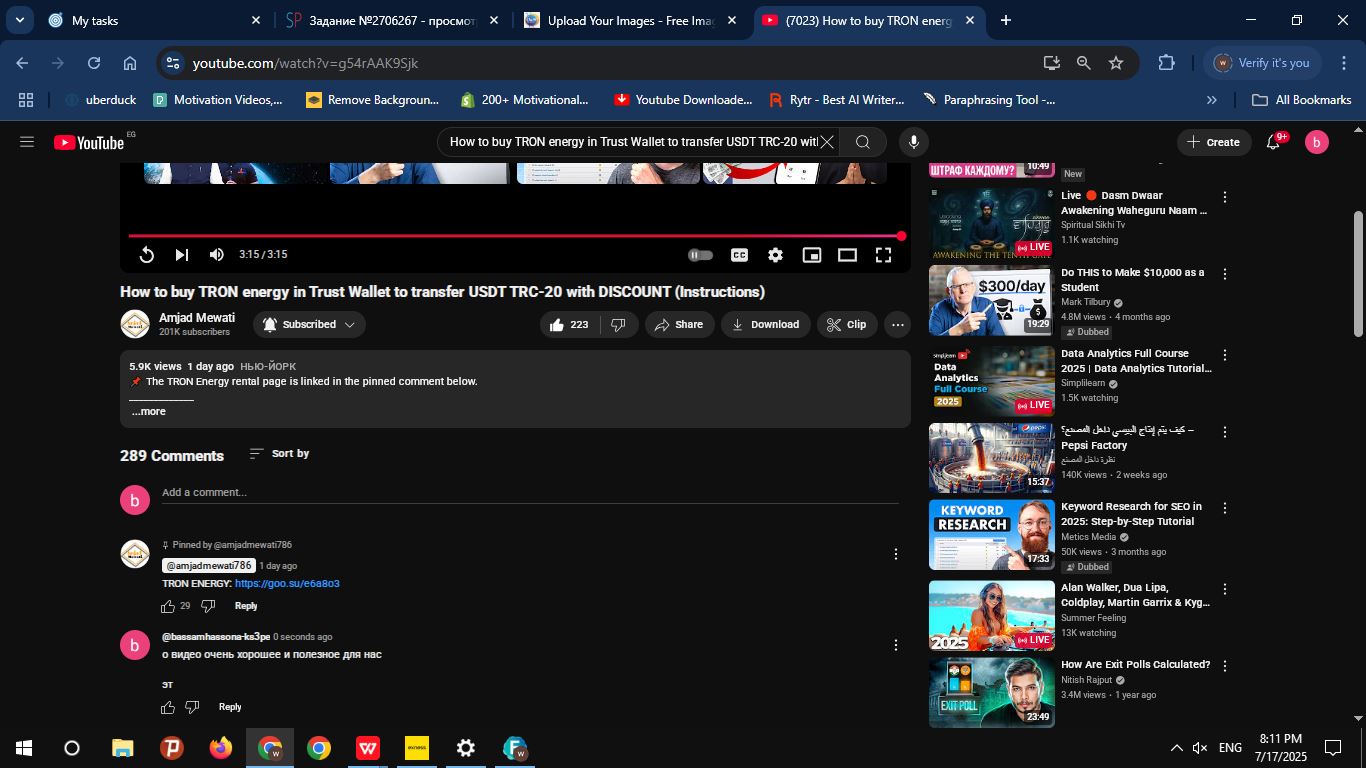 My tasks
Задание №2706267 - просмотр
Upload Your Images - Free Imag
(7023) How to buy TRON energ
youtube.com/watch?v=g54rAAK9Sjk
Verify it's you
uberduck
Motivation Videos,...
Remove Backgroun...
200+ Motivational...
Youtube Downloade...
Rytr - Best AI Writer...
Paraphrasing Tool -...
All Bookmarks
YouTube EG
How to buy TRON energy in Trust Wallet to transfer USDT TRC-20 with
Create
9+
b
3:15 / 3:15
CC
How to buy TRON energy in Trust Wallet to transfer USDT TRC-20 with DISCOUNT (Instructions)
Amjad Mewati
201K subscribers
Subscribed
223
Share
Download
Clip
5.9K views 1 day ago НЬЮ-ЙОРК
📌 The TRON Energy rental page is linked in the pinned comment below.
_____________
...more
289 Comments
Sort by
b
Add a comment...
Pinned by @amjadmewati786
@amjadmewati786 1 day ago
TRON ENERGY: https://goo.su/e6a8o3
29
Reply
b
@bassamhassona-ks3pe 0 seconds ago
о видео очень хорошее и полезное для нас
эт
Reply
ШТРАФ КАЖДОМУ?
10:49
New
AWAKENING THE TENTH GATE
LIVE
Live 🔴 Dasm Dwaar
Awakening Waheguru Naam ...
Spiritual Sikhi Tv
1.1K watching
$300/day
19:29
Do THIS to Make $10,000 as a
Student
Mark Tilbury
4.8M views • 4 months ago
Dubbed
simplilearn
Data
Analytics
Full Course
2025
LIVE
Data Analytics Full Course
2025 | Data Analytics Tutorial...
Simplilearn
1.5K watching
pepsi
15:37
كيف يتم إنتاج البيبسي داخل المصنع؟ –
Pepsi Factory
نظرة داخل المصنع
140K views • 2 weeks ago
KEYWORD
RESEARCH
17:33
Keyword Research for SEO in
2025: Step-by-Step Tutorial
Metics Media
50K views • 3 months ago
Dubbed
2025
LIVE
Alan Walker, Dua Lipa,
Coldplay, Martin Garrix & Kyg...
Summer Feeling
13K watching
EXIT POLL
23:49
How Are Exit Polls Calculated?
Nitish Rajput
3.4M views • 1 year ago
exness
ENG
8:11 PM
7/17/2025